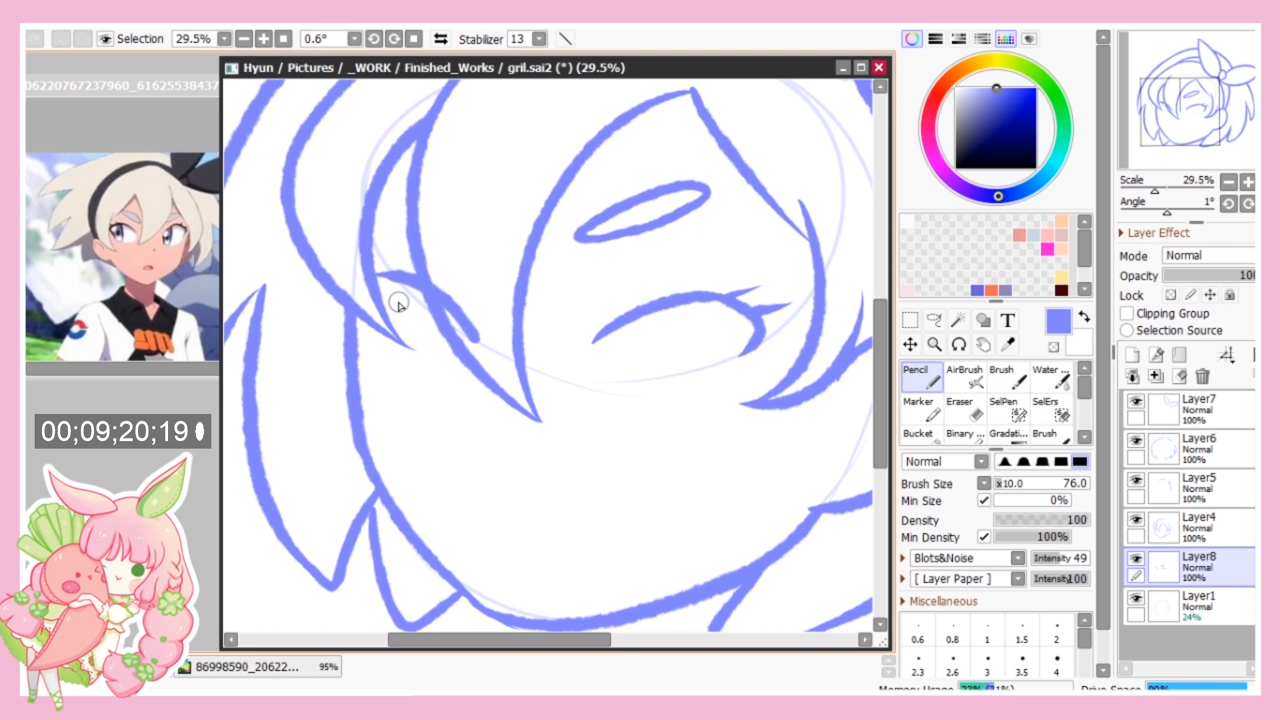 Selection 29.5% 0.6° Stabilizer 13
06220767237960_61625538437
Hyun / Pictures / _WORK / Finished_Works / gril.sai2 (*) (29.5%)
00;09;20;19
86998590_20622... 95%
T
Pencil AirBrush Brush Water ...
Marker Eraser SelPen SelErs
Bucket Binary ... Gradati... Brush
Normal
Brush Size x10.0 76.0
Min Size 0%
Density 100
Min Density 100%
Blots&Noise Intensity 49
[ Layer Paper ] Intensity 100
Miscellaneous
0.6 0.8 1 1.5 2
2.3 2.6 3 3.5 4
Memory Usage 23% (31%) Drive Space 90%
Scale 29.5%
Angle 1°
Layer Effect
Mode Normal
Opacity 100
Lock
Clipping Group
Selection Source
Layer7
Normal
100%
Layer6
Normal
100%
Layer5
Normal
100%
Layer4
Normal
100%
Layer8
Normal
100%
Layer1
Normal
24%